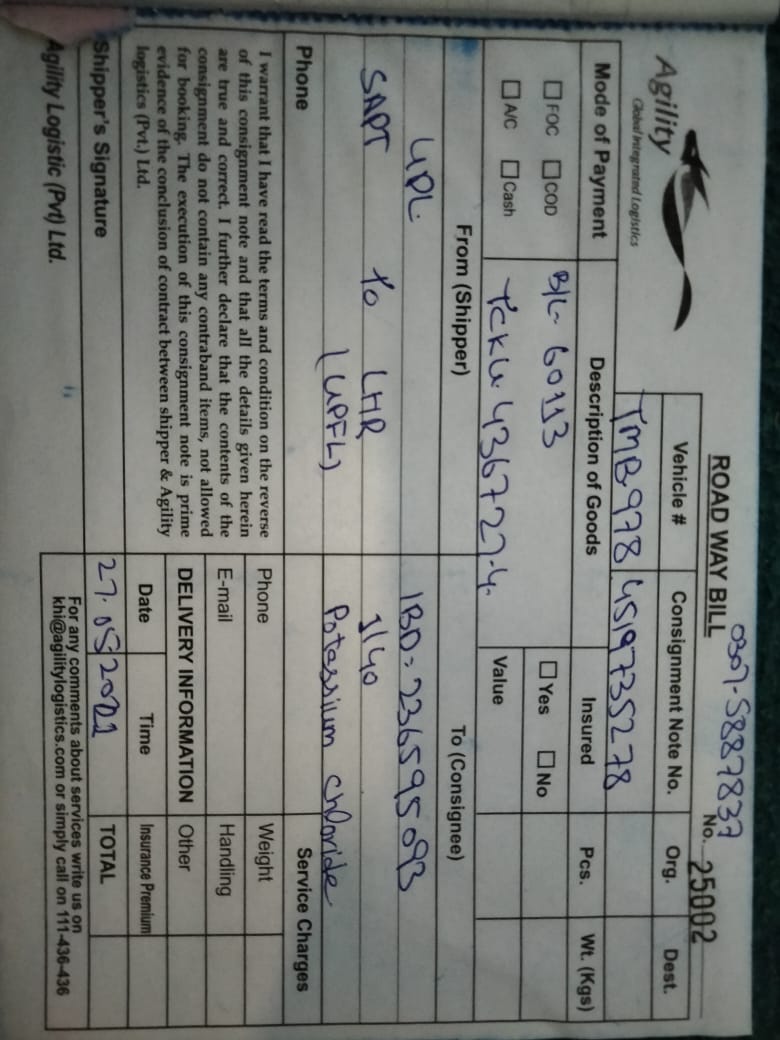 0307-5887837
ROAD WAY BILL
No. 25002
Agility
Global Integrated Logistics
Vehicle # Consignment Note No. Org. Dest.
TMB-978 4519735278
Mode of Payment Description of Goods Insured Pcs. Wt. (Kgs)
FOC COD B/L- 60113 Yes No
A/C Cash TCKU 436727-4. Value
From (Shipper) To (Consignee)
UPL IBD= 236595093
SAPT To LHR 1/40
(UPFL) Potassium chloride
Phone Service Charges
I warrant that I have read the terms and condition on the reverse
of this consignment note and that all the details given herein
are true and correct. I further declare that the contents of the
consignment do not contain any contraband items, not allowed
for booking. The execution of this consignment note is prime
evidence of the conclusion of contract between shipper & Agility
logistics (Pvt.) Ltd.
Phone Weight
E-mail Handling
DELIVERY INFORMATION Other
Date Time Insurance Premium
Shipper's Signature 27.05 2021 TOTAL
Agility Logistic (Pvt) Ltd.
For any comments about services write us on
khi@agilitylogistics.com or simply call on 111-436-436